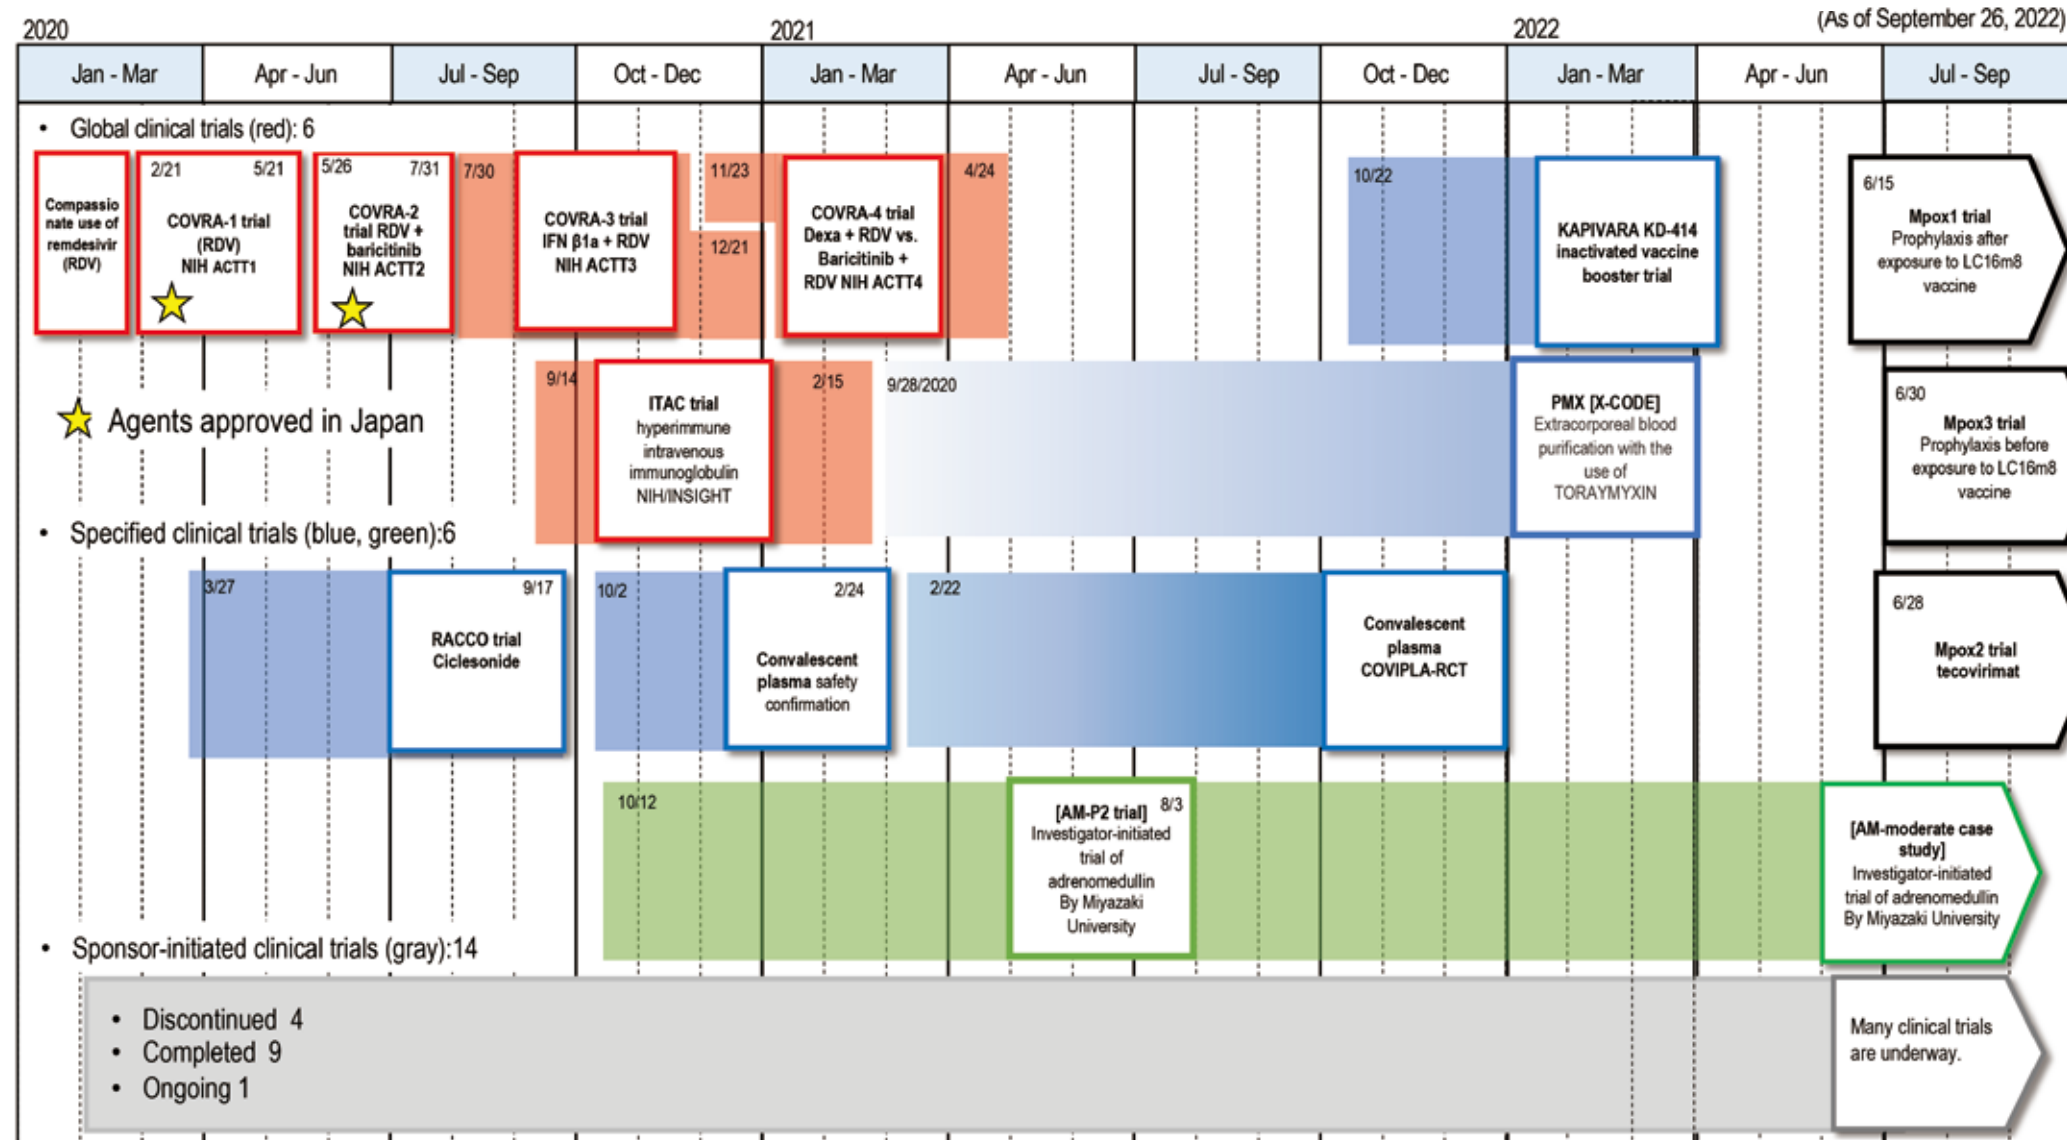 2020
2021
2022
(As of September 26, 2022)
Jan - Mar
Apr - Jun
Jul - Sep
Oct - Dec
Jan - Mar
Apr - Jun
Jul - Sep
Oct - Dec
Jan - Mar
Apr - Jun
Jul - Sep
• Global clinical trials (red): 6
Compassio
nate use of
remdesivir
(RDV)
2/21
5/21
COVRA-1 trial
(RDV)
NIH ACTT1
5/26
7/31
COVRA-2
trial RDV +
baricitinib
NIH ACTT2
7/30
COVRA-3 trial
IFN β1a + RDV
NIH ACTT3
11/23
12/21
COVRA-4 trial
Dexa + RDV vs.
Baricitinib +
RDV NIH ACTT4
4/24
10/22
KAPIVARA KD-414
inactivated vaccine
booster trial
6/15
Mpox1 trial
Prophylaxis after
exposure to LC16m8
vaccine
Agents approved in Japan
9/14
ITAC trial
hyperimmune
intravenous
immunoglobulin
NIH/INSIGHT
2/15
9/28/2020
PMX [X-CODE]
Extracorporeal blood
purification with the
use of
TORAYMYXIN
6/30
Mpox3 trial
Prophylaxis before
exposure to LC16m8
vaccine
• Specified clinical trials (blue, green):6
3/27
9/17
RACCO trial
Ciclesonide
10/2
2/24
Convalescent
plasma safety
confirmation
2/22
Convalescent
plasma
COVIPLA-RCT
6/28
Mpox2 trial
tecovirimat
10/12
[AM-P2 trial]
8/3
Investigator-initiated
trial of
adrenomedullin
By Miyazaki
University
[AM-moderate case
study]
Investigator-initiated
trial of adrenomedullin
By Miyazaki University
• Sponsor-initiated clinical trials (gray):14
• Discontinued 4
• Completed 9
• Ongoing 1
Many clinical trials
are underway.